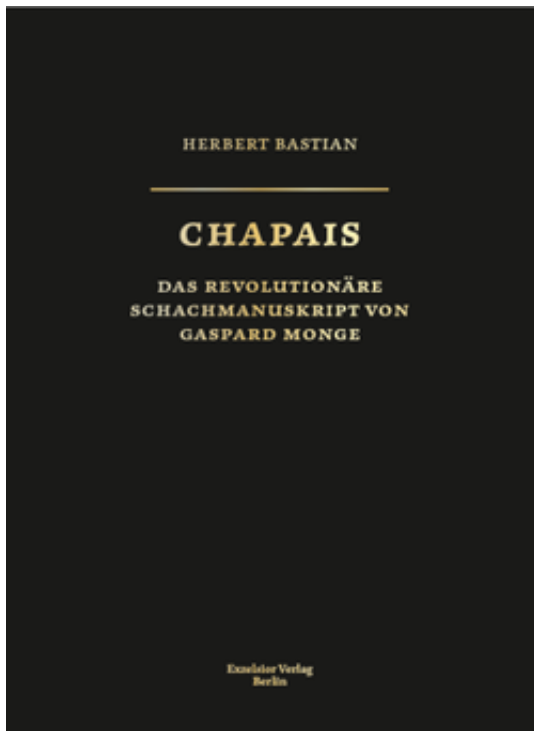 HERBERT BASTIAN
CHAPAIS
DAS REVOLUTIONÄRE
SCHACHMANUSKRIPT VON
GASPARD MONGE
Exzelsior Verlag
Berlin